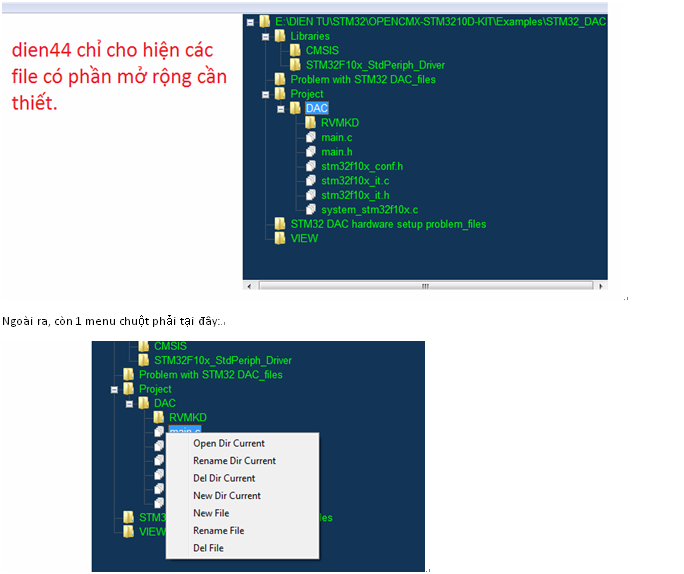 dien44 chỉ cho hiện các
file có phần mở rộng cần
thiết.
E:\DIEN TU\STM32\OPENCMX-STM3210D-KIT\Examples\STM32_DAC
Libraries
CMSIS
STM32F10x_StdPeriph_Driver
Problem with STM32 DAC_files
Project
DAC
RVMKD
main.c
main.h
stm32f10x_conf.h
stm32f10x_it.c
stm32f10x_it.h
system_stm32f10x.c
STM32 DAC hardware setup problem_files
VIEW
Ngoài ra, còn 1 menu chuột phải tại đây:
CMSIS
STM32F10x_StdPeriph_Driver
Problem with STM32 DAC_files
Project
DAC
RVMKD
main.c
Open Dir Current
Rename Dir Current
Del Dir Current
New Dir Current
New File
Rename File
Del File
STM3 les
VIEW